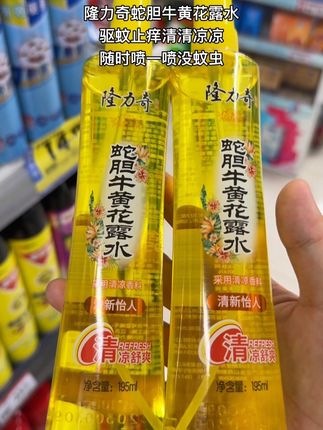 隆力奇蛇胆牛黄花露水
驱蚊止痒清清凉凉
随时喷一喷没蚊虫
隆力奇
蛇胆牛黄花露水
采用清凉香料
清新怡人
清
REFRESH
凉舒爽
净含量：195ml
隆力奇
蛇胆牛黄花露水
采用清凉香料
清新怡人
清
REFRESH
凉舒爽
净含量：195ml